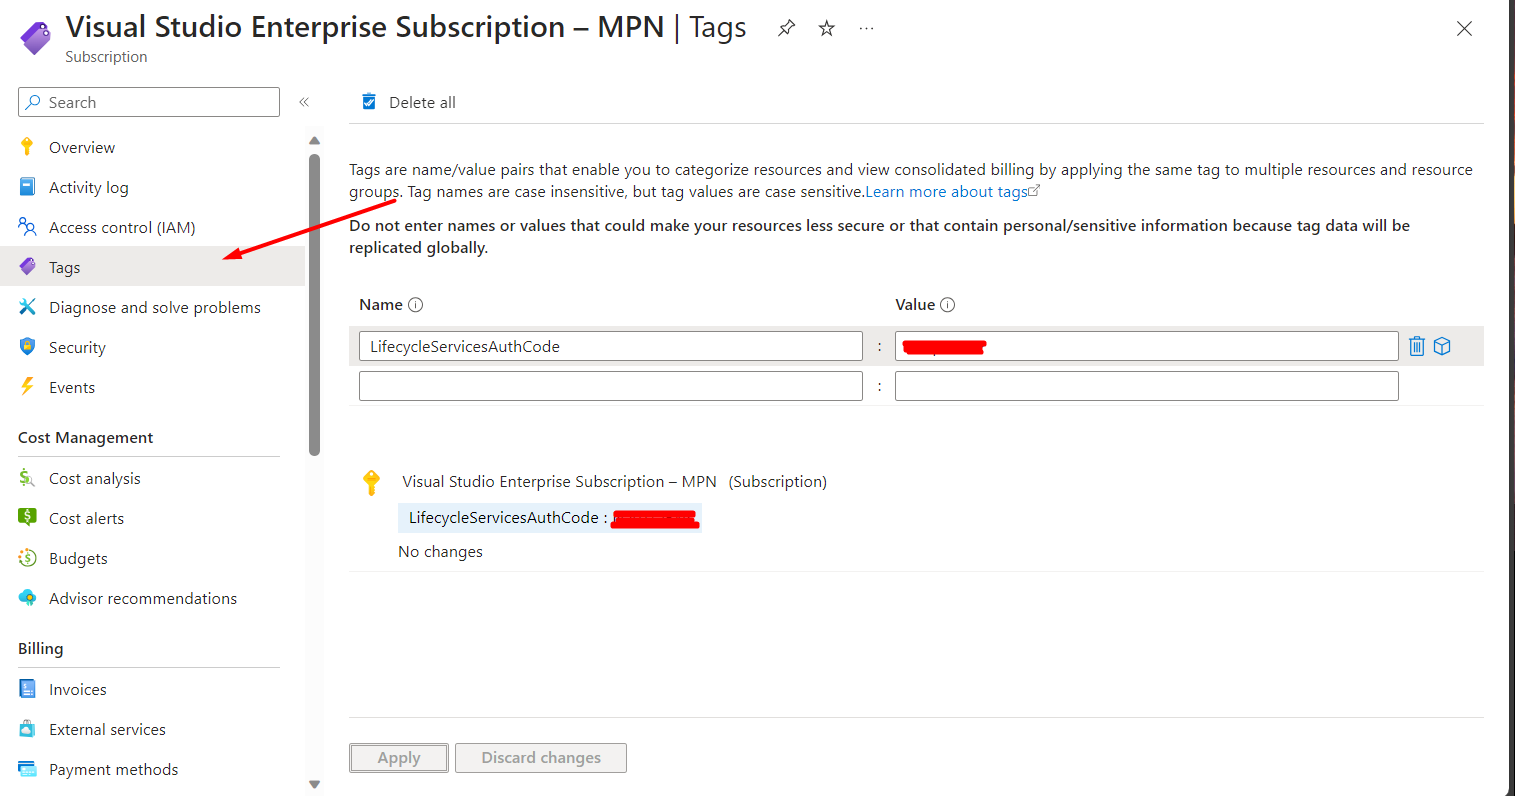 Visual Studio Enterprise Subscription – MPN | Tags
Subscription
Search
Overview
Activity log
Access control (IAM)
Tags
Diagnose and solve problems
Security
Events
Cost Management
Cost analysis
Cost alerts
Budgets
Advisor recommendations
Billing
Invoices
External services
Payment methods
Delete all
Tags are name/value pairs that enable you to categorize resources and view consolidated billing by applying the same tag to multiple resources and resource
groups. Tag names are case insensitive, but tag values are case sensitive.Learn more about tags
Do not enter names or values that could make your resources less secure or that contain personal/sensitive information because tag data will be
replicated globally.
Name Value
LifecycleServicesAuthCode :
:
Visual Studio Enterprise Subscription – MPN (Subscription)
LifecycleServicesAuthCode :
No changes
Apply Discard changes